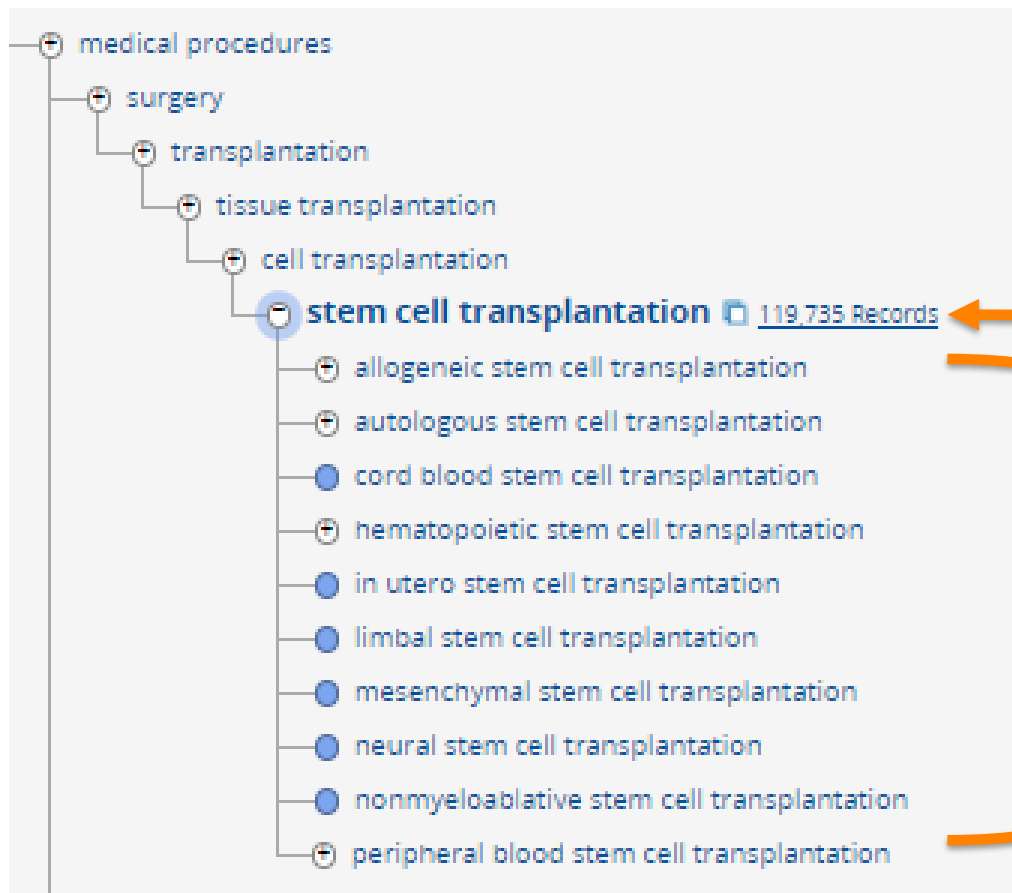 medical procedures
surgery
transplantation
tissue transplantation
cell transplantation
stem cell transplantation 119,735 Records
allogeneic stem cell transplantation
autologous stem cell transplantation
cord blood stem cell transplantation
hematopoietic stem cell transplantation
in utero stem cell transplantation
limbal stem cell transplantation
mesenchymal stem cell transplantation
neural stem cell transplantation
nonmyeloablative stem cell transplantation
peripheral blood stem cell transplantation